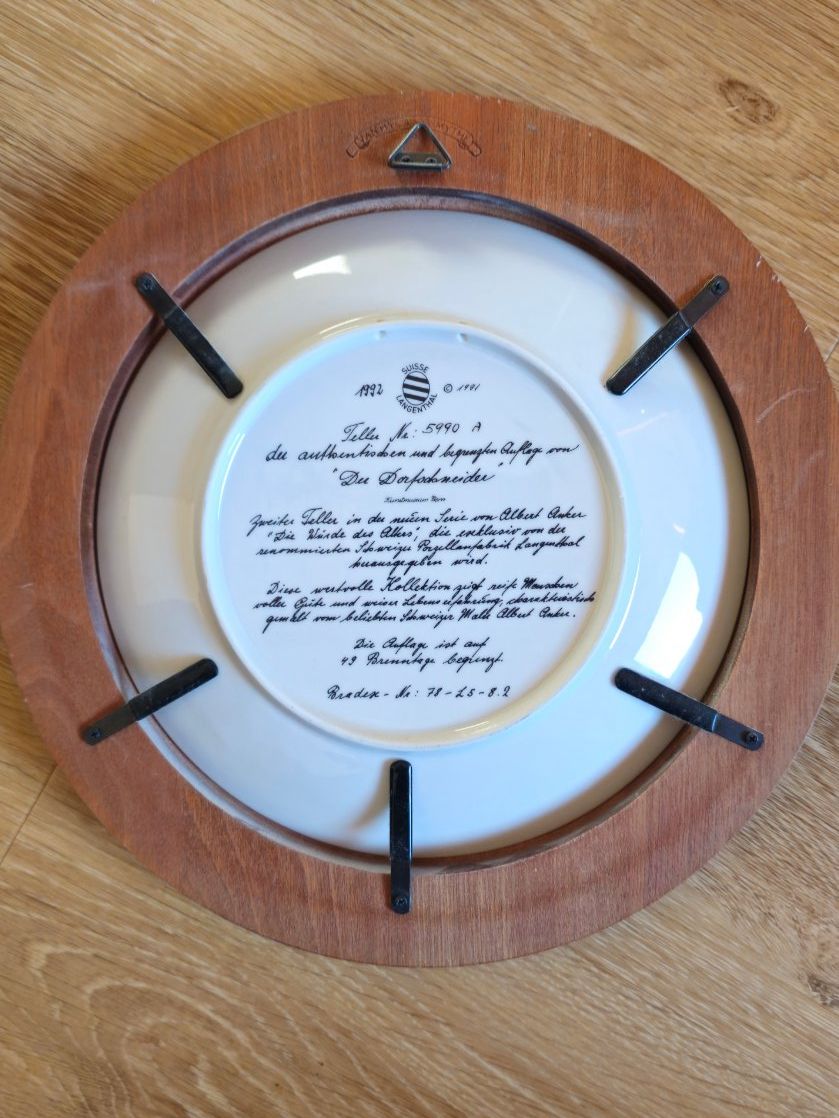 SUISSE
LANGENTHAL
1992 © 1991
Teller Nr.: 5990 A
der authentischen und begrenzten Auflage von
"Der Dorfschneider"
Kunstmuseum Bern
Zweiter Teller in der neuen Serie von Albert Anker
"Die Würde des Alters", die exklusiv von der
renommierten Schweizer Porzellanfabrik Langenthal
herausgegeben wird.
Diese wertvolle Kollektion zeigt reife Menschen
voller Güte und weiser Lebenserfahrung, charakteristisch
gemalt vom beliebten Schweizer Maler Albert Anker.
Die Auflage ist auf
49 Brenntage begrenzt.
Bradex-Nr.: 78-L5-8.2